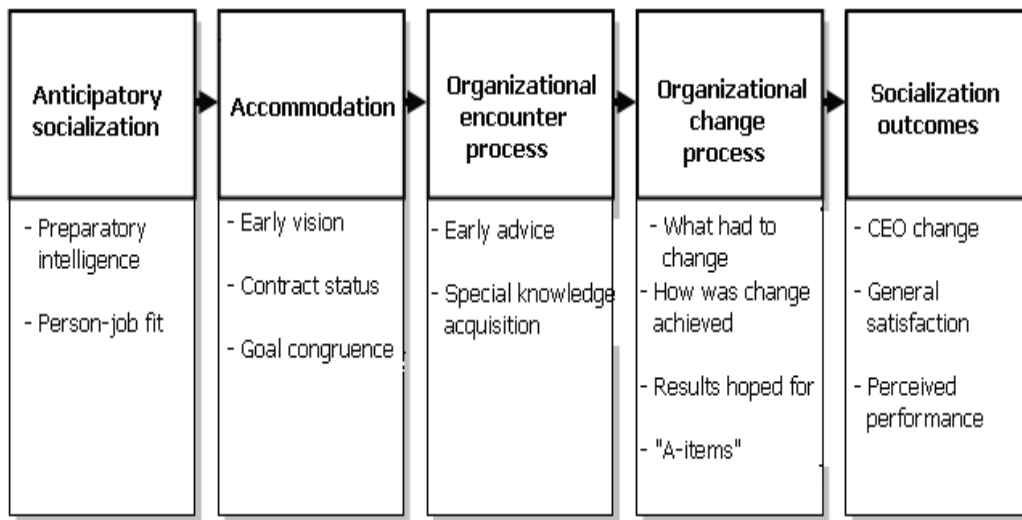 Anticipatory
socialization
- Preparatory
intelligence
- Person-job fit
Accommodation
- Early vision
- Contract status
- Goal congruence
Organizational
encounter
process
- Early advice
- Special knowledge
acquisition
Organizational
change
process
- What had to
change
- How was change
achieved
- Results hoped for
- "A-items"
Socialization
outcomes
- CEO change
- General
satisfaction
- Perceived
performance